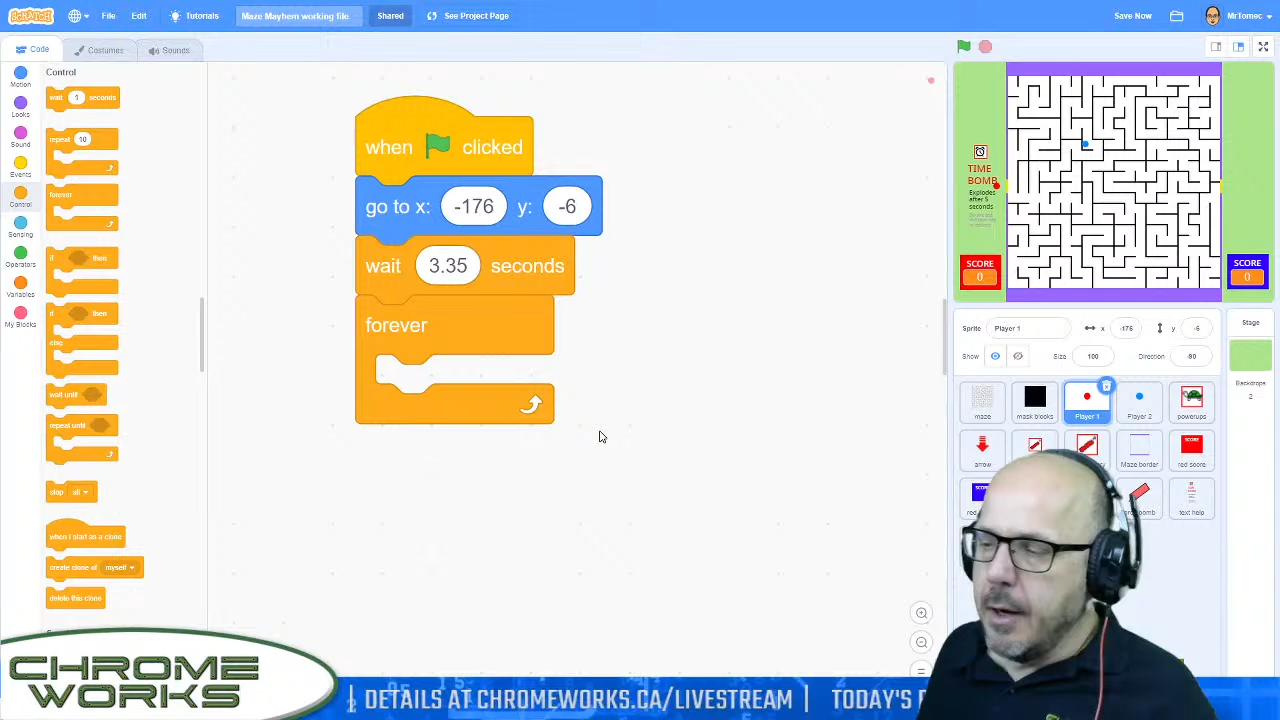 SCRATCH
File
Edit
Tutorials
Maze Mayhem working file.
Shared
See Project Page
Save Now
MrTomec
Code
Costumes
Sounds
Motion
Looks
Sound
Events
Control
Sensing
Operators
Variables
My Blocks
Control
wait 1 seconds
repeat 10
forever
if then
if then
else
wait until
repeat until
stop all
when I start as a clone
create clone of myself
delete this clone
when clicked
go to x: -176 y: -6
wait 3.35 seconds
forever
TIME
BOMB
Explodes
after 5
seconds
SCORE
0
SCORE
0
Sprite Player 1 x -176 y -6
Show Size 100 Direction -90
Stage
Backdrops
2
maze
mask blocks
Player 1
Player 2
powerups
arrow
Maze border
red score
text help
CHROME
WORKS
| DETAILS AT CHROMEWORKS.CA/LIVESTREAM | TODAY'S